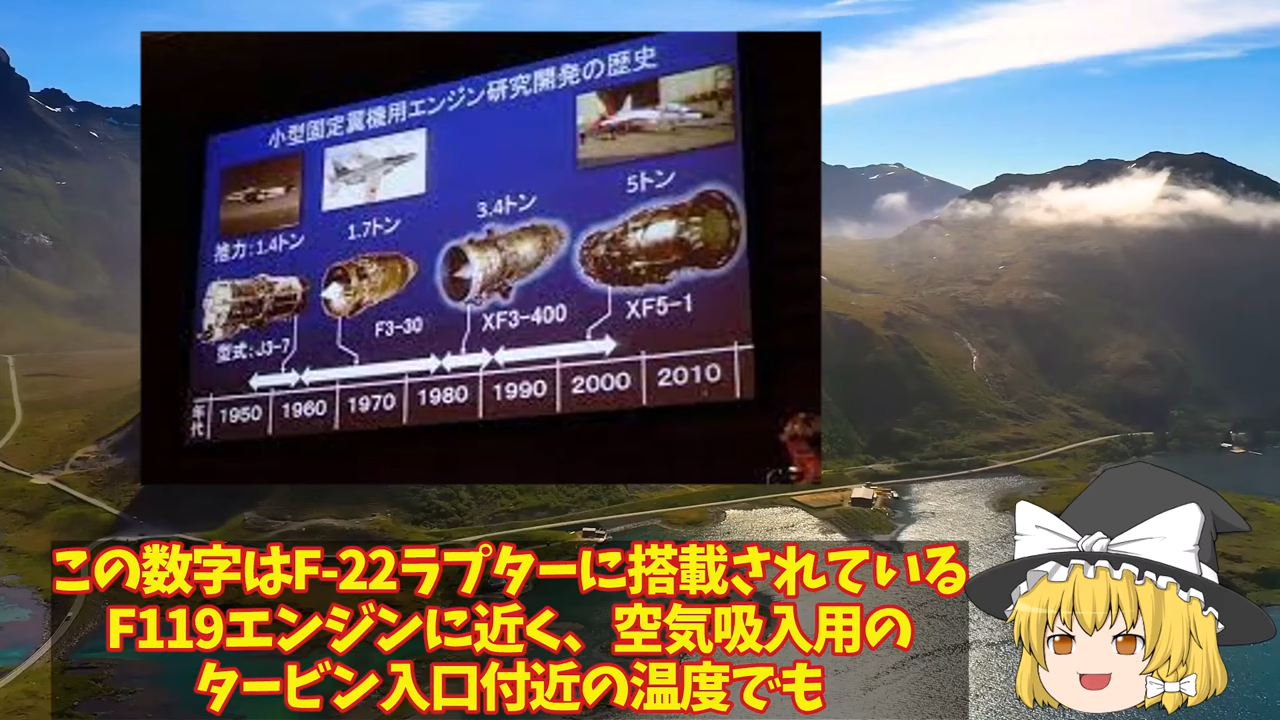 小型固定翼機用エンジン研究開発の歴史
推力:1.4トン
1.7トン
3.4トン
5トン
型式:J3-7
F3-30
XF3-400
XF5-1
年代 1950 1960 1970 1980 1990 2000 2010
この数字はF-22ラプターに搭載されている
F119エンジンに近く、空気吸入用の
タービン入口付近の温度でも